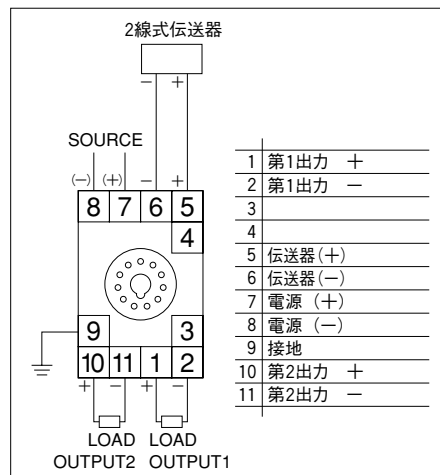 2線式伝送器
− +
SOURCE
(−) (+) − +
8 7 6 5
4
9 3
10 11 1 2
+ − + −
LOAD LOAD
OUTPUT2 OUTPUT1
1 第1出力 +
2 第1出力 −
3
4
5 伝送器(+)
6 伝送器(−)
7 電源 (+)
8 電源 (−)
9 接地
10 第2出力 +
11 第2出力 −